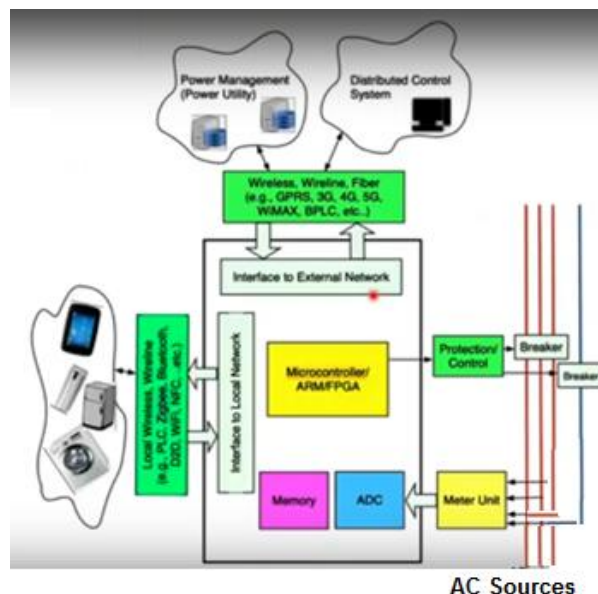 Power Management
(Power Utility)
Distributed Control
System
Wireless, Wireline, Fiber
(e.g., GPRS, 3G, 4G, 5G,
WiMAX, BPLC, etc..)
Interface to External Network
Local Wireless, Wireline
(e.g., PLC, Zigbee, Bluetooth,
D2D, WiFi, NFC, ...etc.)
Interface to Local Network
Microcontroller/
ARM/FPGA
Protection/
Control
Breaker
Breaker
Memory
ADC
Meter Unit
AC Sources